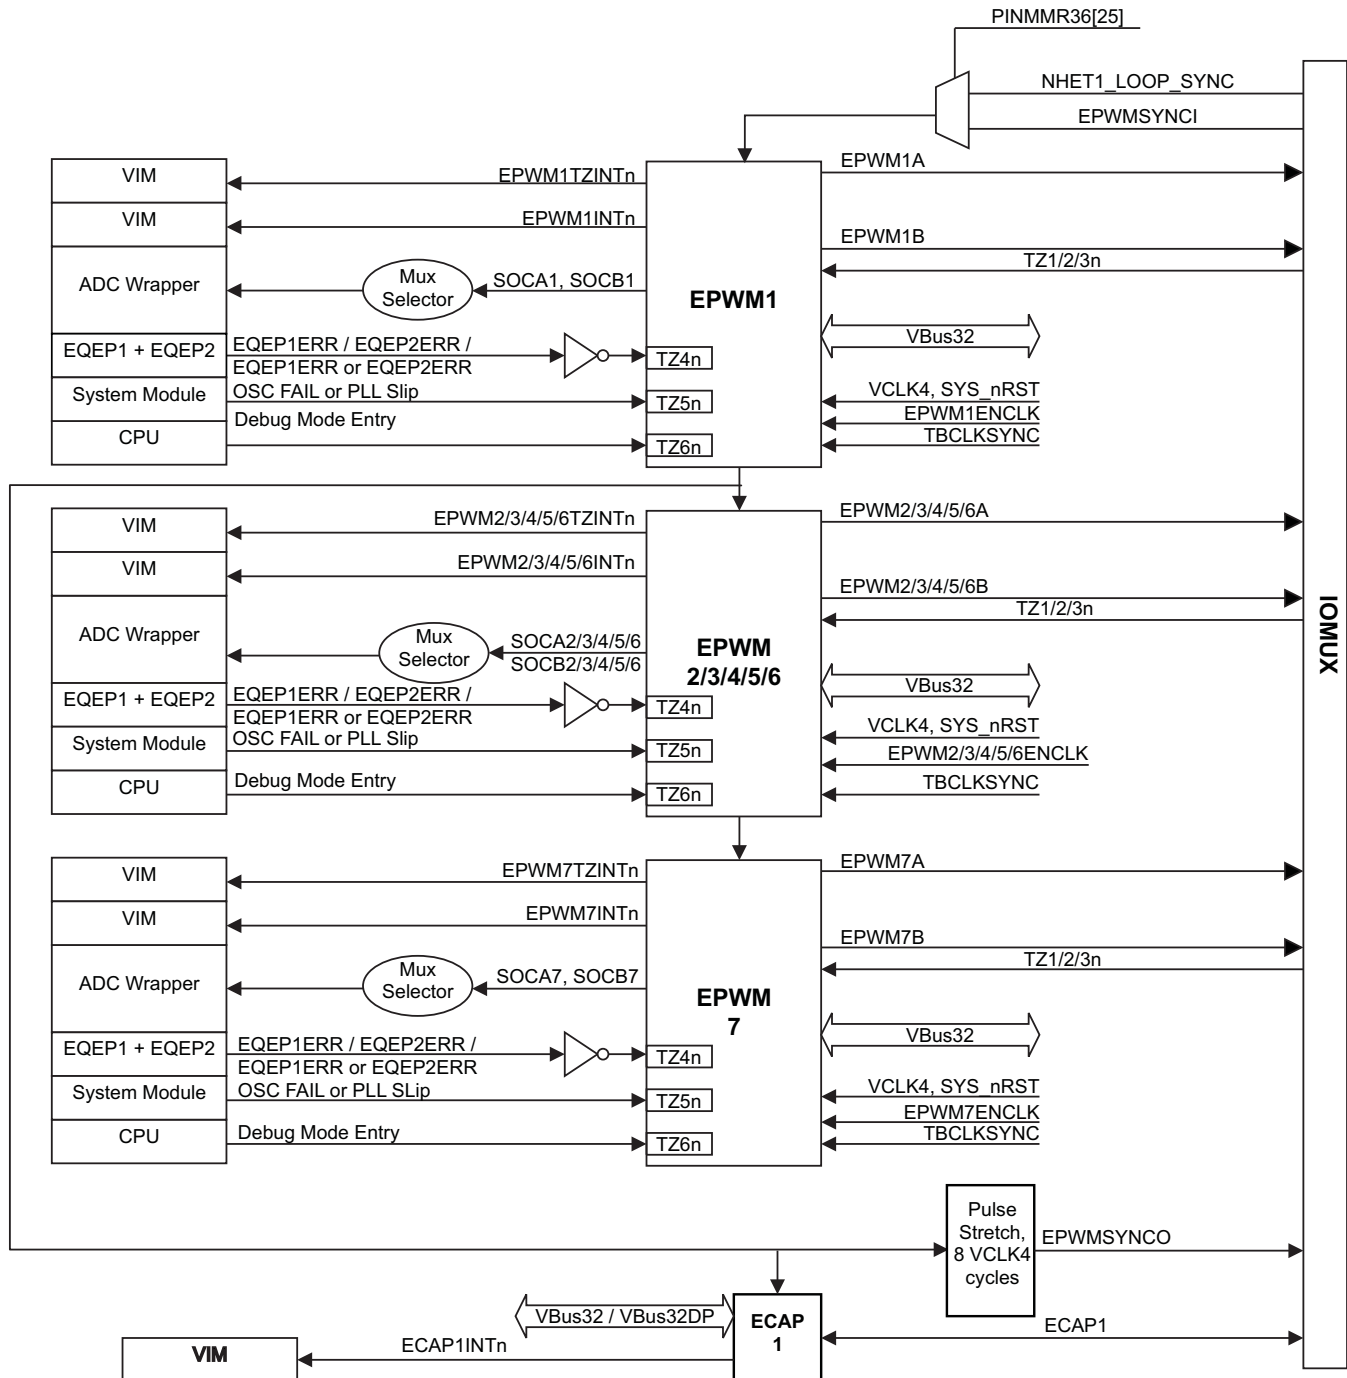 PINMMR36[25]
NHET1_LOOP_SYNC
EPWMSYNCI
VIM
EPWM1TZINTn
EPWM1A
VIM
EPWM1INTn
EPWM1B
TZ1/2/3n
ADC Wrapper
Mux
Selector
SOCA1, SOCB1
EPWM1
VBus32
EQEP1 + EQEP2
EQEP1ERR / EQEP2ERR /
EQEP1ERR or EQEP2ERR
TZ4n
System Module
OSC FAIL or PLL Slip
TZ5n
VCLK4, SYS_nRST
EPWM1ENCLK
CPU
Debug Mode Entry
TZ6n
TBCLKSYNC
VIM
EPWM2/3/4/5/6TZINTn
EPWM2/3/4/5/6A
VIM
EPWM2/3/4/5/6INTn
EPWM2/3/4/5/6B
TZ1/2/3n
ADC Wrapper
Mux
Selector
SOCA2/3/4/5/6
SOCB2/3/4/5/6
EPWM
2/3/4/5/6
VBus32
IOMUX
EQEP1 + EQEP2
EQEP1ERR / EQEP2ERR /
EQEP1ERR or EQEP2ERR
TZ4n
System Module
OSC FAIL or PLL Slip
TZ5n
VCLK4, SYS_nRST
EPWM2/3/4/5/6ENCLK
CPU
Debug Mode Entry
TZ6n
TBCLKSYNC
VIM
EPWM7TZINTn
EPWM7A
VIM
EPWM7INTn
EPWM7B
TZ1/2/3n
ADC Wrapper
Mux
Selector
SOCA7, SOCB7
EPWM
7
VBus32
EQEP1 + EQEP2
EQEP1ERR / EQEP2ERR /
EQEP1ERR or EQEP2ERR
TZ4n
System Module
OSC FAIL or PLL SLip
TZ5n
VCLK4, SYS_nRST
EPWM7ENCLK
CPU
Debug Mode Entry
TZ6n
TBCLKSYNC
Pulse
Stretch,
8 VCLK4
cycles
EPWMSYNCO
VBus32 / VBus32DP
ECAP
1
ECAP1
VIM
ECAP1INTn